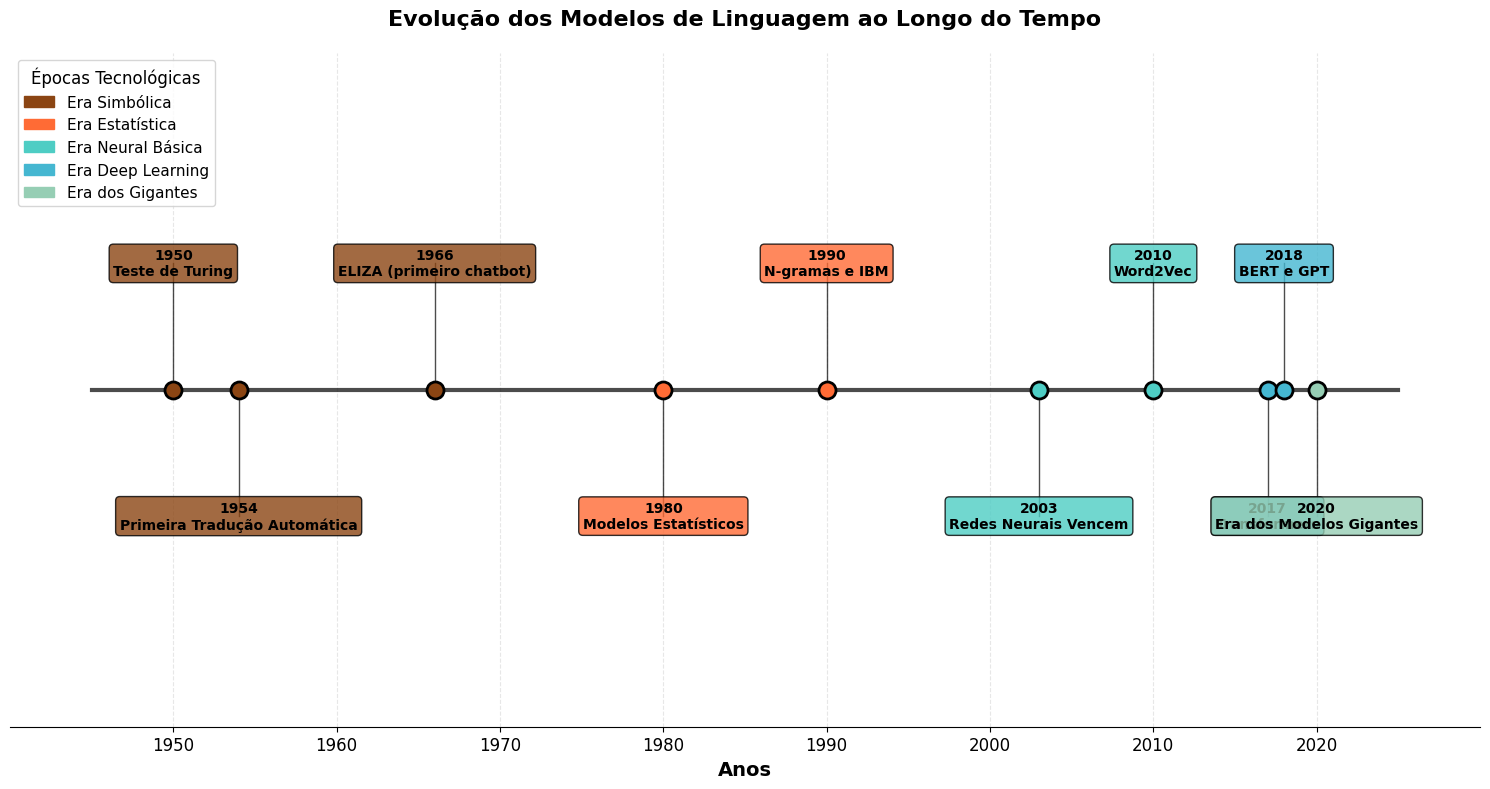 Evolução dos Modelos de Linguagem ao Longo do Tempo
Épocas Tecnológicas
Era Simbólica
Era Estatística
Era Neural Básica
Era Deep Learning
Era dos Gigantes
1950
Teste de Turing
1966
ELIZA (primeiro chatbot)
1990
N-gramas e IBM
2010
Word2Vec
2018
BERT e GPT
1954
Primeira Tradução Automática
1980
Modelos Estatísticos
2003
Redes Neurais Vencem
2017
2020
Era dos Modelos Gigantes
1950 1960 1970 1980 1990 2000 2010 2020
Anos